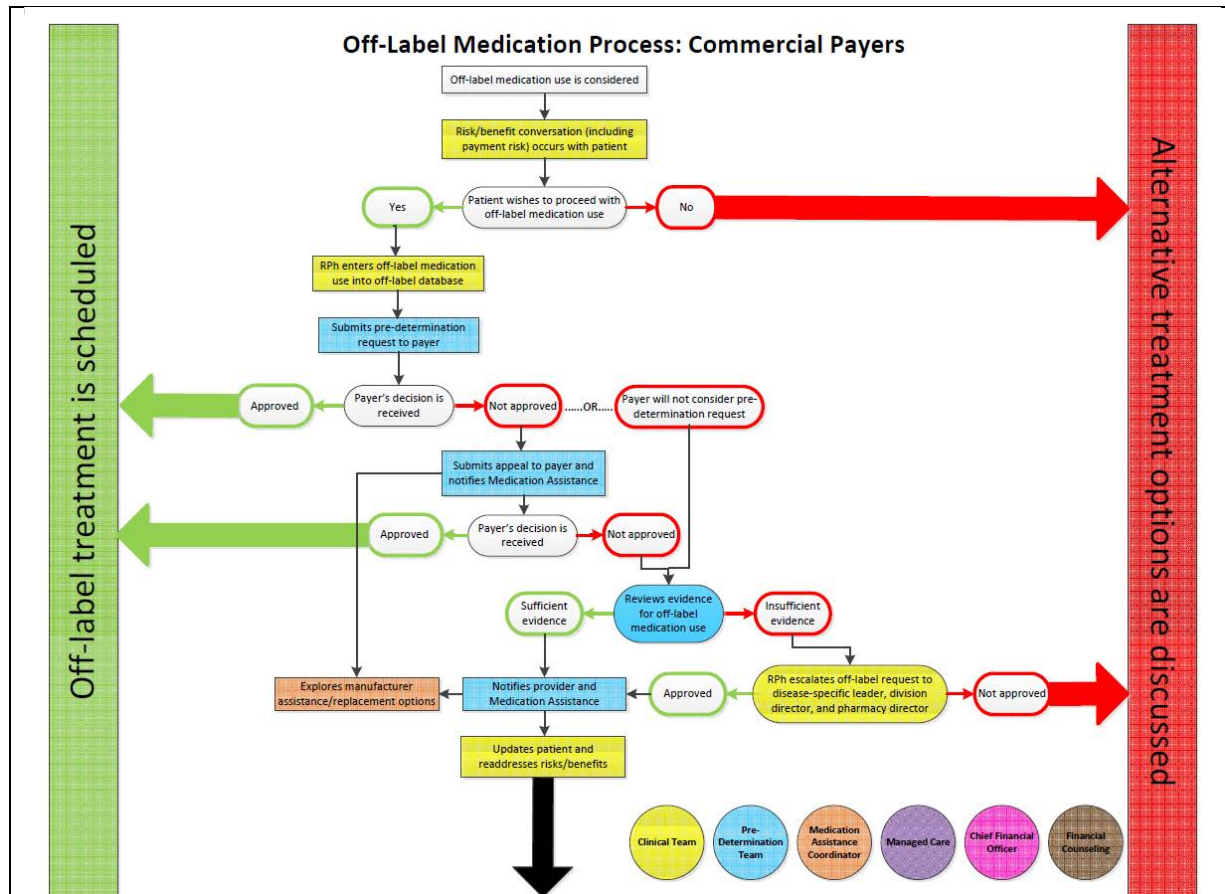 Off-Label Medication Process: Commercial Payers
Off-label medication use is considered
Risk/benefit conversation (including
payment risk) occurs with patient
Yes
Patient wishes to proceed with
off-label medication use
No
RPh enters off-label medication
use into off-label database
Submits pre-determination
request to payer
Approved
Payer's decision is
received
Not approved
......OR.....
Payer will not consider pre-
determination request
Submits appeal to payer and
notifies Medication Assistance
Approved
Payer's decision is
received
Not approved
Sufficient
evidence
Reviews evidence
for off-label
medication use
Insufficient
evidence
Explores manufacturer
assistance/replacement options
Notifies provider and
Medication Assistance
Approved
RPh escalates off-label request to
disease-specific leader, division
director, and pharmacy director
Not approved
Updates patient and
readdresses risks/benefits
Clinical Team
Pre-
Determination
Team
Medication
Assistance
Coordinator
Managed Care
Chief Financial
Officer
Financial
Counseling
Off-label treatment is scheduled
Alternative treatment options are discussed